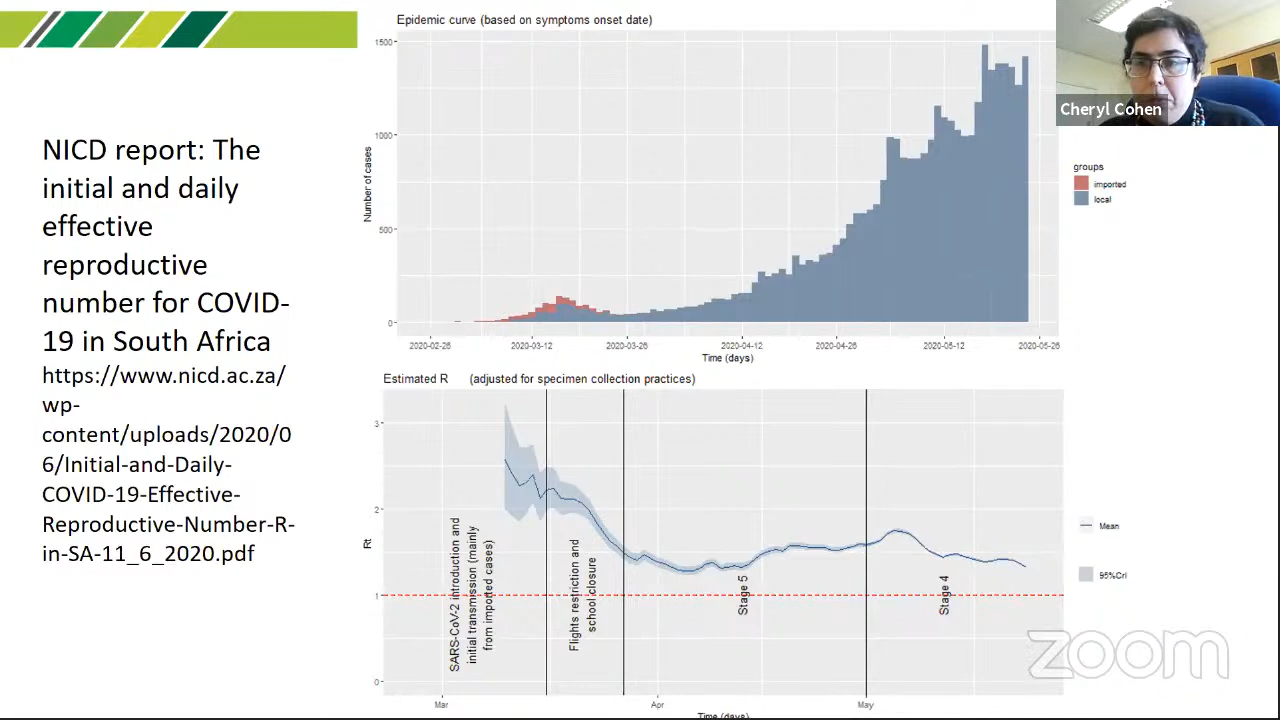 NICD report: The
initial and daily
effective
reproductive
number for COVID-
19 in South Africa
https://www.nicd.ac.za/
wp-
content/uploads/2020/0
6/Initial-and-Daily-
COVID-19-Effective-
Reproductive-Number-R-
in-SA-11_6_2020.pdf
Epidemic curve (based on symptoms onset date)
Number of cases
1500
1000
500
0
2020-02-26
2020-03-12
2020-03-26
2020-04-12
2020-04-26
2020-05-12
2020-05-26
Time (days)
groups
imported
local
Cheryl Cohen
Estimated R (adjusted for specimen collection practices)
Rt
3
2
1
0
SARS-CoV-2 introduction and
initial transmission (mainly
from imported cases)
Flights restriction and
school closure
Stage 5
Stage 4
Mar
Apr
May
Time (days)
Mean
95%CrI
zoom